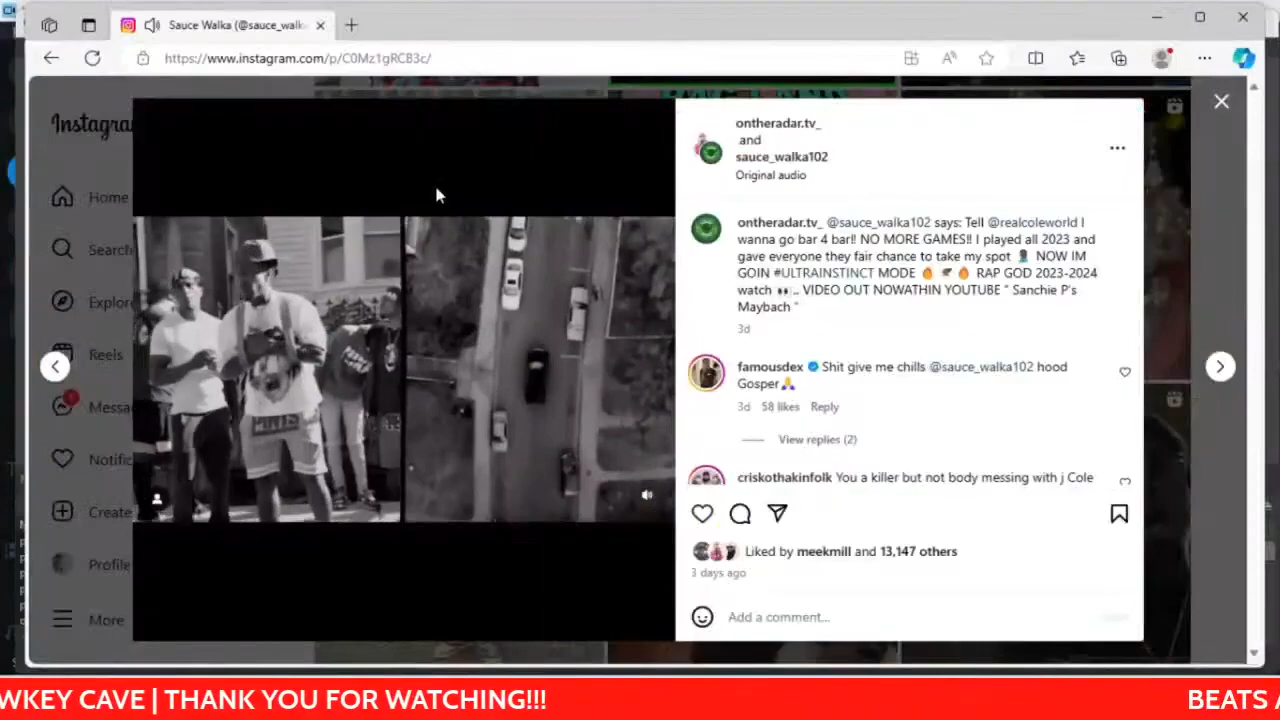 Sauce Walka (@sauce_walk
https://www.instagram.com/p/C0Mz1gRCB3c/
Instagram
Home
Search
Explore
Reels
Messa
Notific
Create
Profile
More
ontheradar.tv_
and
sauce_walka102
Original audio
ontheradar.tv_ @sauce_walka102 says: Tell @realcoleworld I
wanna go bar 4 bar!! NO MORE GAMES!! I played all 2023 and
gave everyone they fair chance to take my spot 👤 NOW IM
GOIN #ULTRAINSTINCT MODE 🔥 🪽 🔥 RAP GOD 2023-2024
watch 👀.. VIDEO OUT NOWATHIN YOUTUBE " Sanchie P's
Maybach "
3d
famousdex Shit give me chills @sauce_walka102 hood
Gosper🙏
3d 58 likes Reply
View replies (2)
criskothakinfolk You a killer but not body messing with j Cole
Liked by meekmill and 13,147 others
3 days ago
Add a comment...
WKEY CAVE | THANK YOU FOR WATCHING!!!
BEATS A